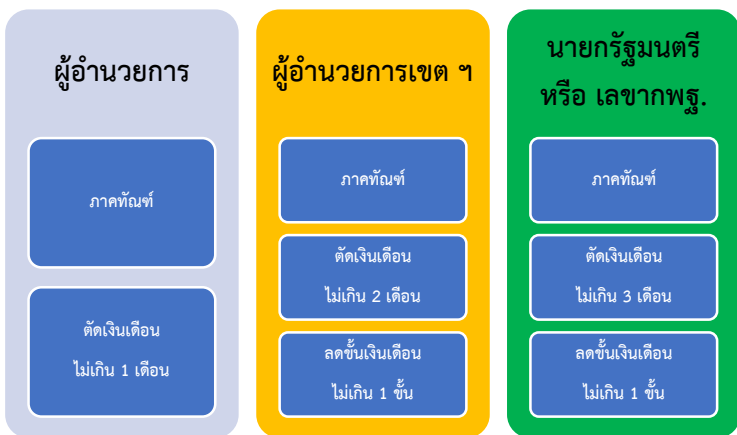 ผู้อำนวยการ
ภาคทัณฑ์
ตัดเงินเดือน
ไม่เกิน 1 เดือน
ผู้อำนวยการเขต ฯ
ภาคทัณฑ์
ตัดเงินเดือน
ไม่เกิน 2 เดือน
ลดขั้นเงินเดือน
ไม่เกิน 1 ขั้น
นายกรัฐมนตรี
หรือ เลขากพฐ.
ภาคทัณฑ์
ตัดเงินเดือน
ไม่เกิน 3 เดือน
ลดขั้นเงินเดือน
ไม่เกิน 1 ขั้น